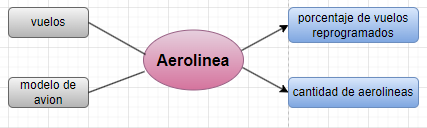 vuelos
modelo de
avion
Aerolinea
porcentaje de vuelos
reprogramados
cantidad de aerolineas